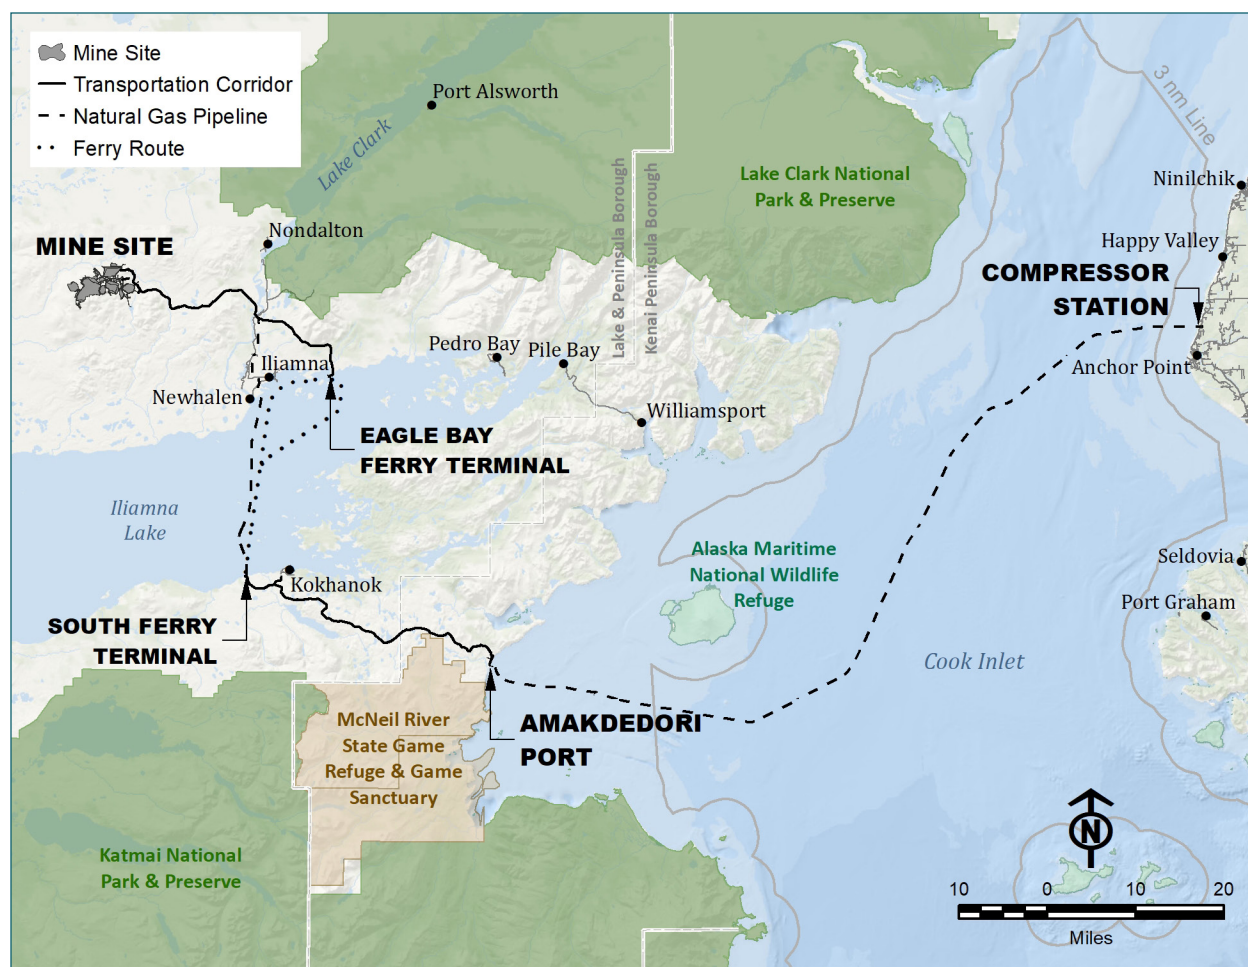 Mine Site
Transportation Corridor
Natural Gas Pipeline
Ferry Route
Port Alsworth
Lake Clark
3 nm Line
Lake Clark National
Park & Preserve
Ninilchik
Lake & Peninsula Borough
Kenai Peninsula Borough
Nondalton
MINE SITE
Happy Valley
COMPRESSOR
STATION
Pedro Bay
Pile Bay
Iliamna
Anchor Point
Newhalen
Williamsport
EAGLE BAY
FERRY TERMINAL
Iliamna
Lake
Alaska Maritime
National Wildlife
Refuge
Seldovia
Kokhanok
Port Graham
SOUTH FERRY
TERMINAL
Cook Inlet
McNeil River
State Game
Refuge & Game
Sanctuary
AMAKDEDORI
PORT
Katmai National
Park & Preserve
N
10 0 10 20
Miles